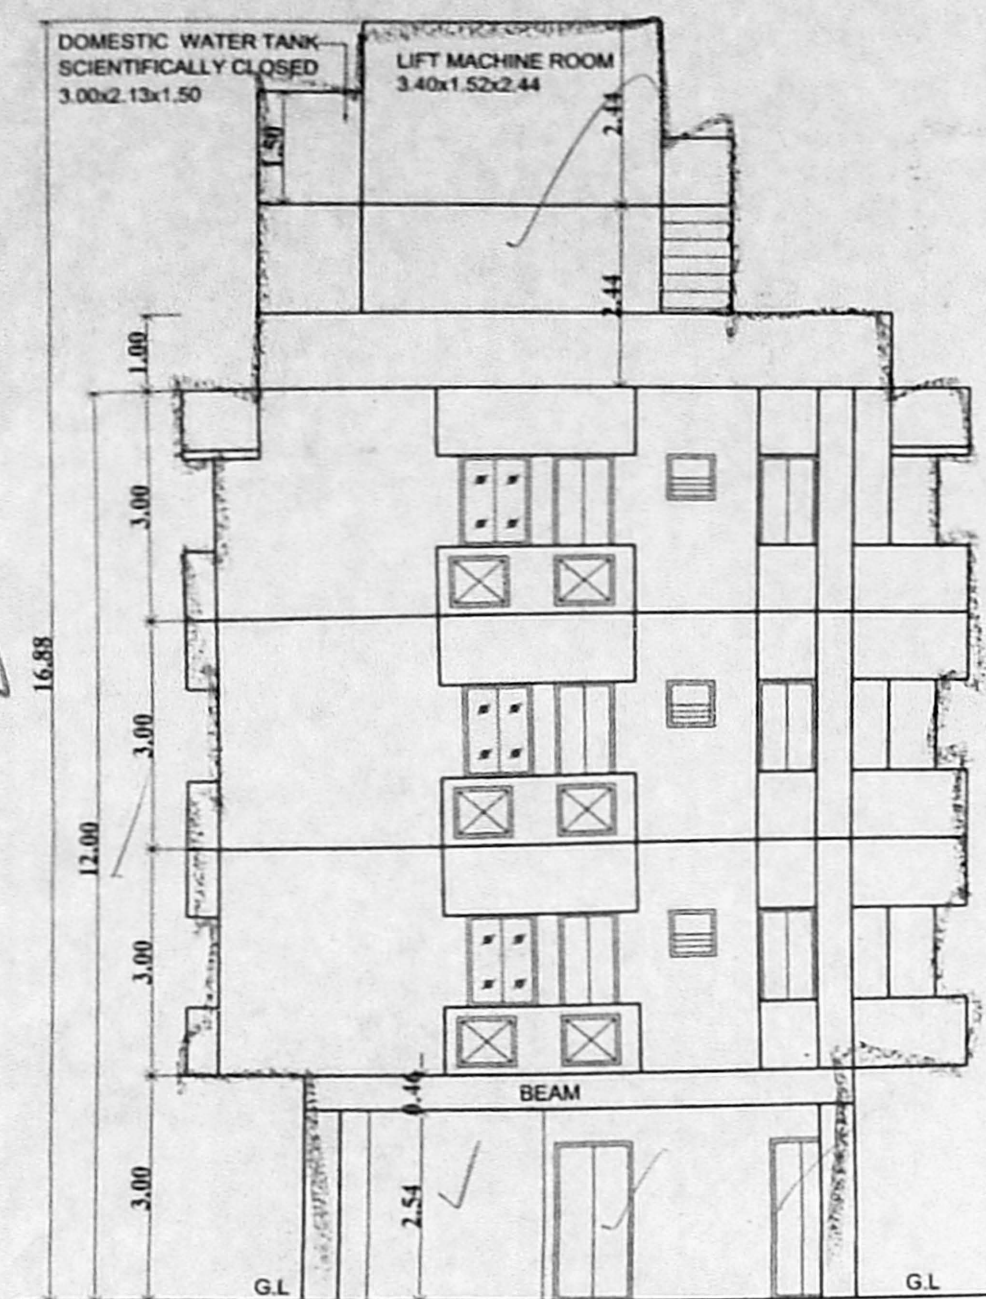 DOMESTIC WATER TANK
SCIENTIFICALLY CLOSED
3.00x2.13x1.50
LIFT MACHINE ROOM
3.40x1.52x2.44
2.44
1.50
2.44
1.00
3.00
16.88
3.00
12.00
3.00
0.46
BEAM
3.00
2.54
G.L
G.L